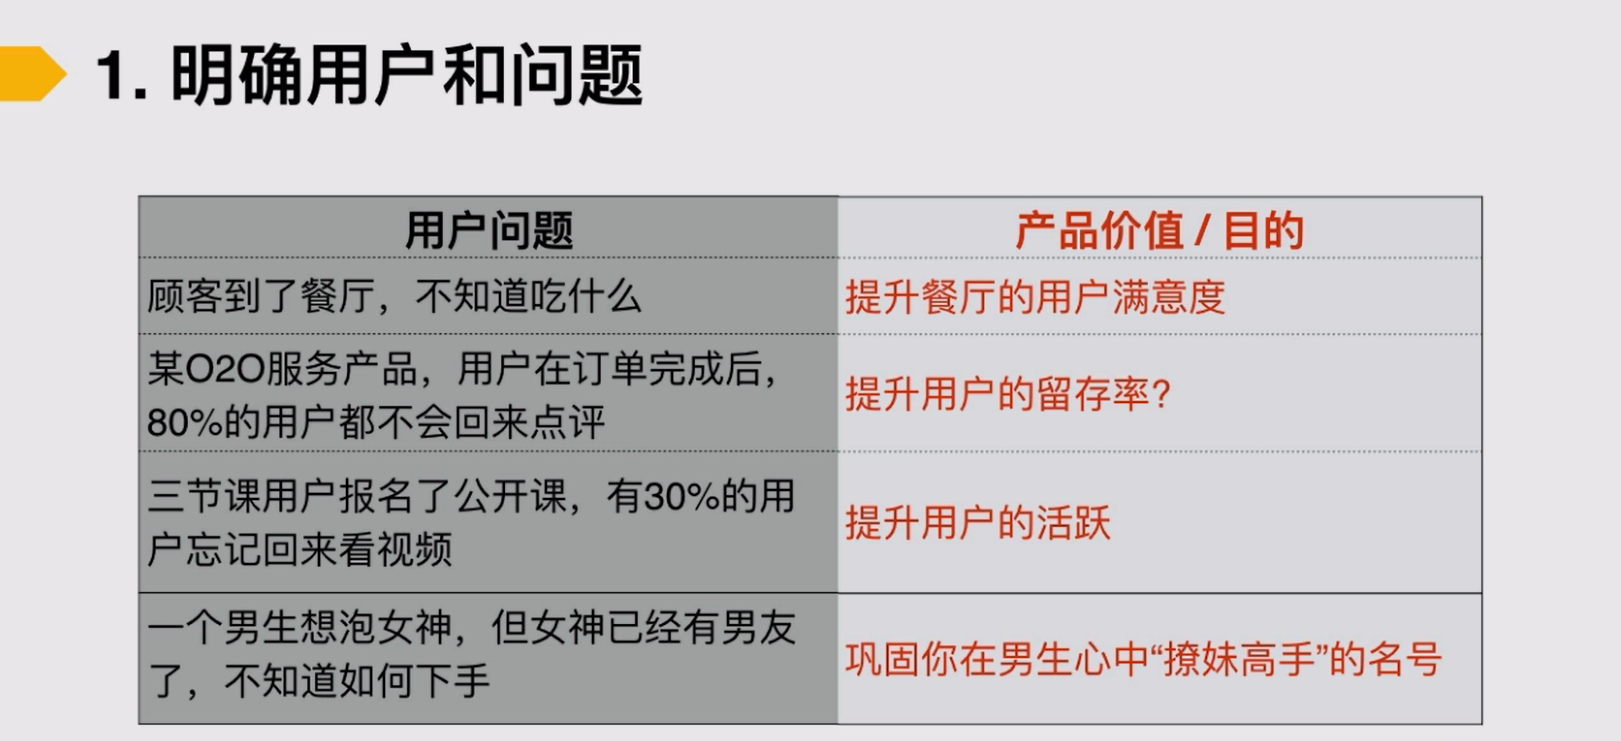 1. 明确用户和问题
用户问题
产品价值 / 目的
顾客到了餐厅，不知道吃什么
提升餐厅的用户满意度
某O2O服务产品，用户在订单完成后，
80%的用户都不会回来点评
提升用户的留存率?
三节课用户报名了公开课，有30%的用
户忘记回来看视频
提升用户的活跃
一个男生想泡女神，但女神已经有男友
了，不知道如何下手
巩固你在男生心中“撩妹高手”的名号